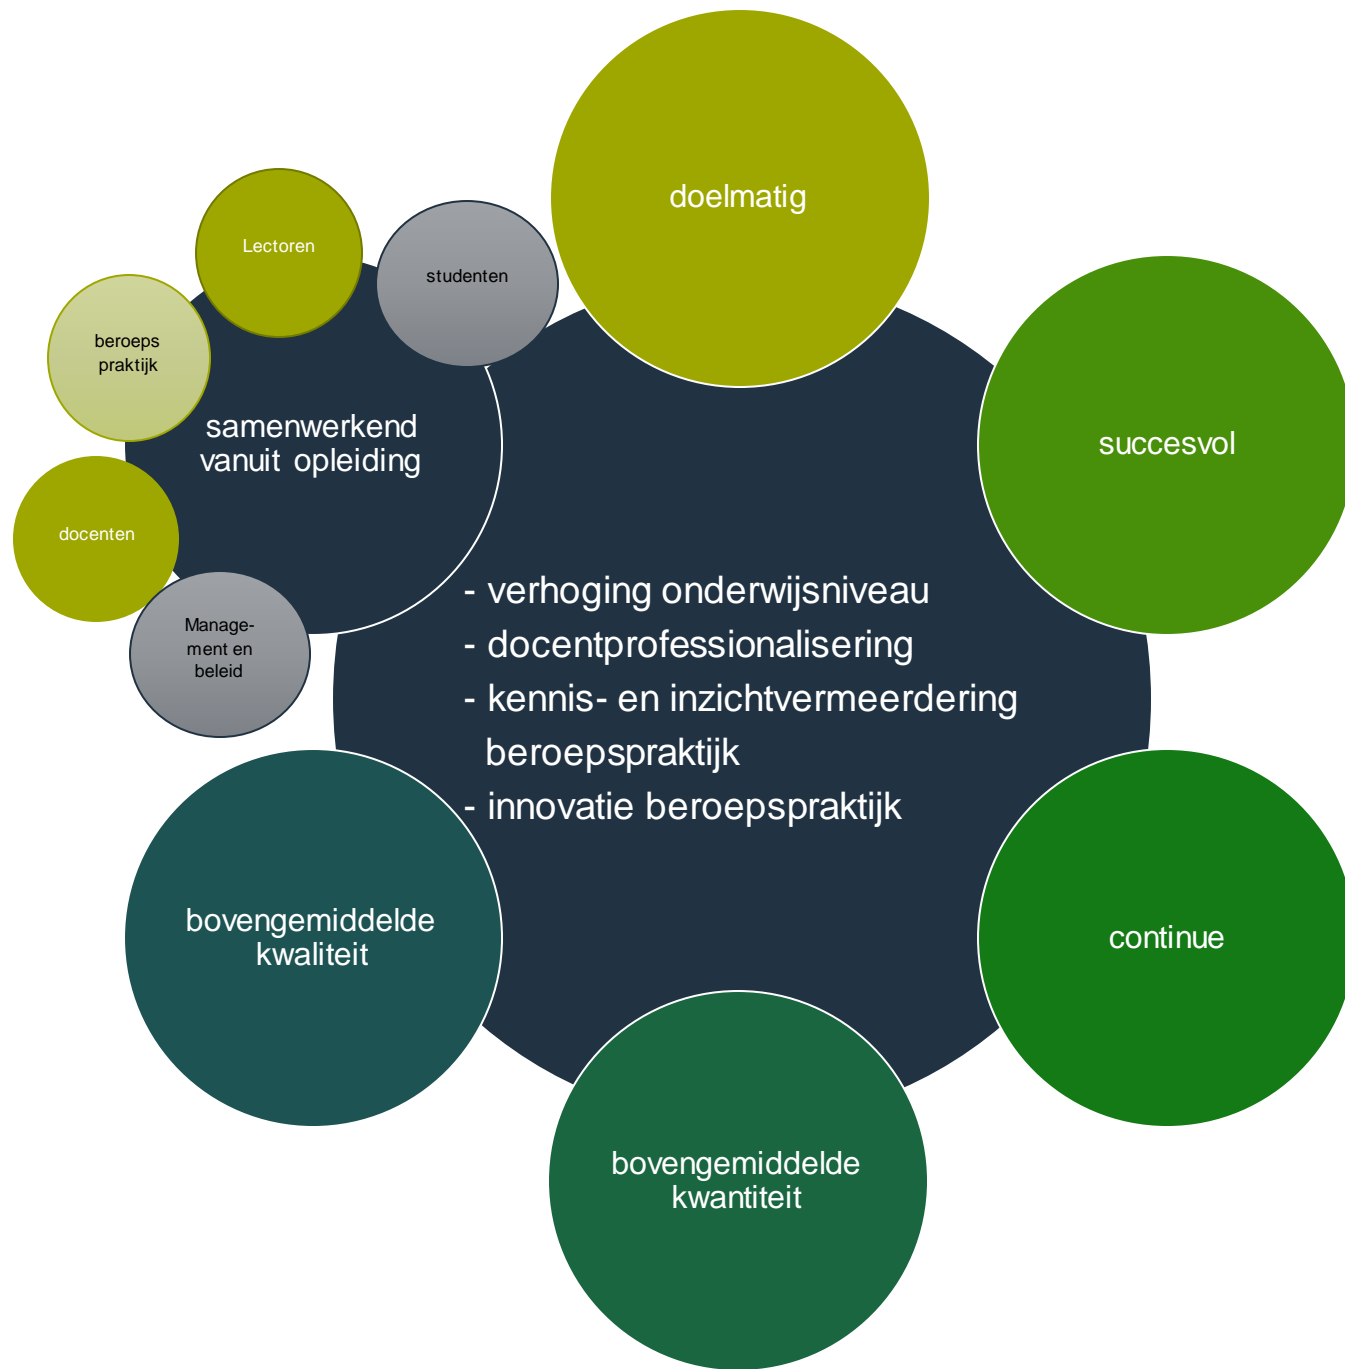 doelmatig
Lectoren
studenten
beroeps
praktijk
samenwerkend
vanuit opleiding
succesvol
docenten
Manage-
ment en
beleid
- verhoging onderwijsniveau
- docentprofessionalisering
- kennis- en inzichtvermeerdering
beroepspraktijk
- innovatie beroepspraktijk
bovengemiddelde
kwaliteit
continue
bovengemiddelde
kwantiteit